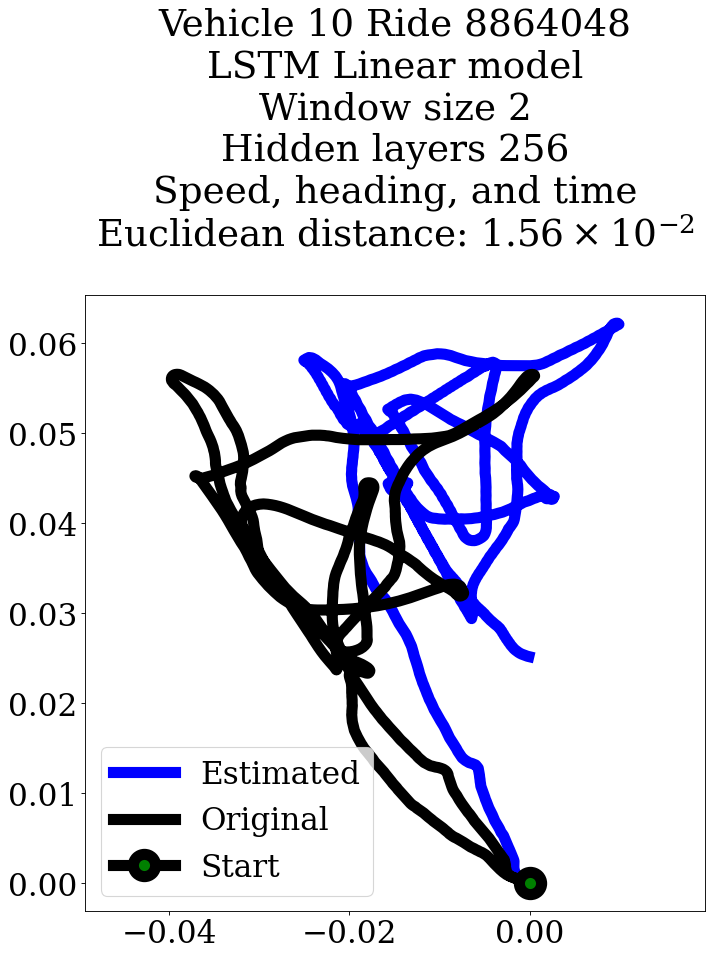 Vehicle 10 Ride 8864048
LSTM Linear model
Window size 2
Hidden layers 256
Speed, heading, and time
Euclidean distance: 1.56 × 10⁻²
0.06
0.05
0.04
0.03
0.02
0.01
0.00
Estimated
Original
Start
−0.04 −0.02 0.00